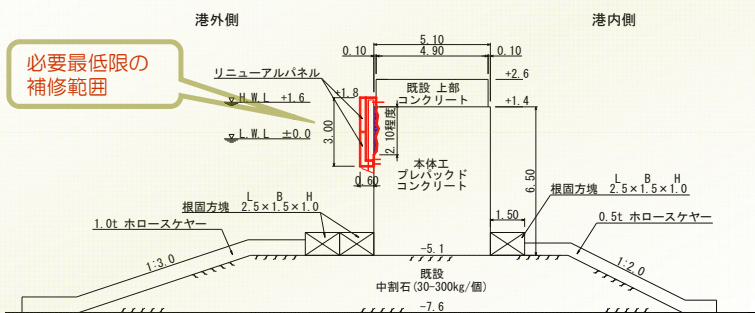 港外側
港内側
5.10
0.10
4.90
0.10
必要最低限の
補修範囲
リニューアルパネル
+2.6
既設 上部
コンクリート
+1.8
H.W.L +1.6
+1.4
L.W.L ±0.0
3.00
2.10程度
本体工
プレパックド
コンクリート
6.50
0.60
L B H
根固方塊 2.5×1.5×1.0
L B H
根固方塊 2.5×1.5×1.0
1.50
1.0t ホロースケヤー
0.5t ホロースケヤー
1:3.0
-5.1
1:2.0
既設
中割石(30-300kg/個)
-7.6